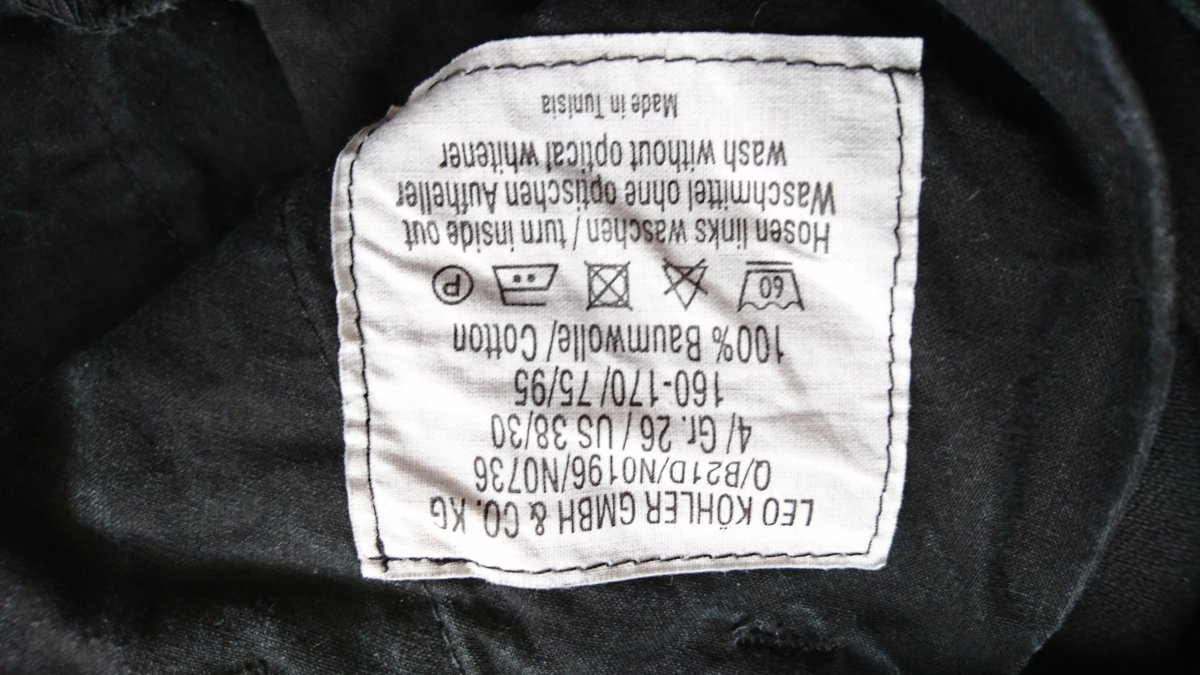 LEO KÖHLER GMBH & CO. KG
Q/B21D/N0196/N0736
4/ Gr. 26 / US 38/30
160-170/ 75/95
100% Baumwolle/ Cotton
60 P
Hosen links waschen / turn inside out
Waschmittel ohne optischen Aufheller
wash without optical whitener
Made in Tunisia